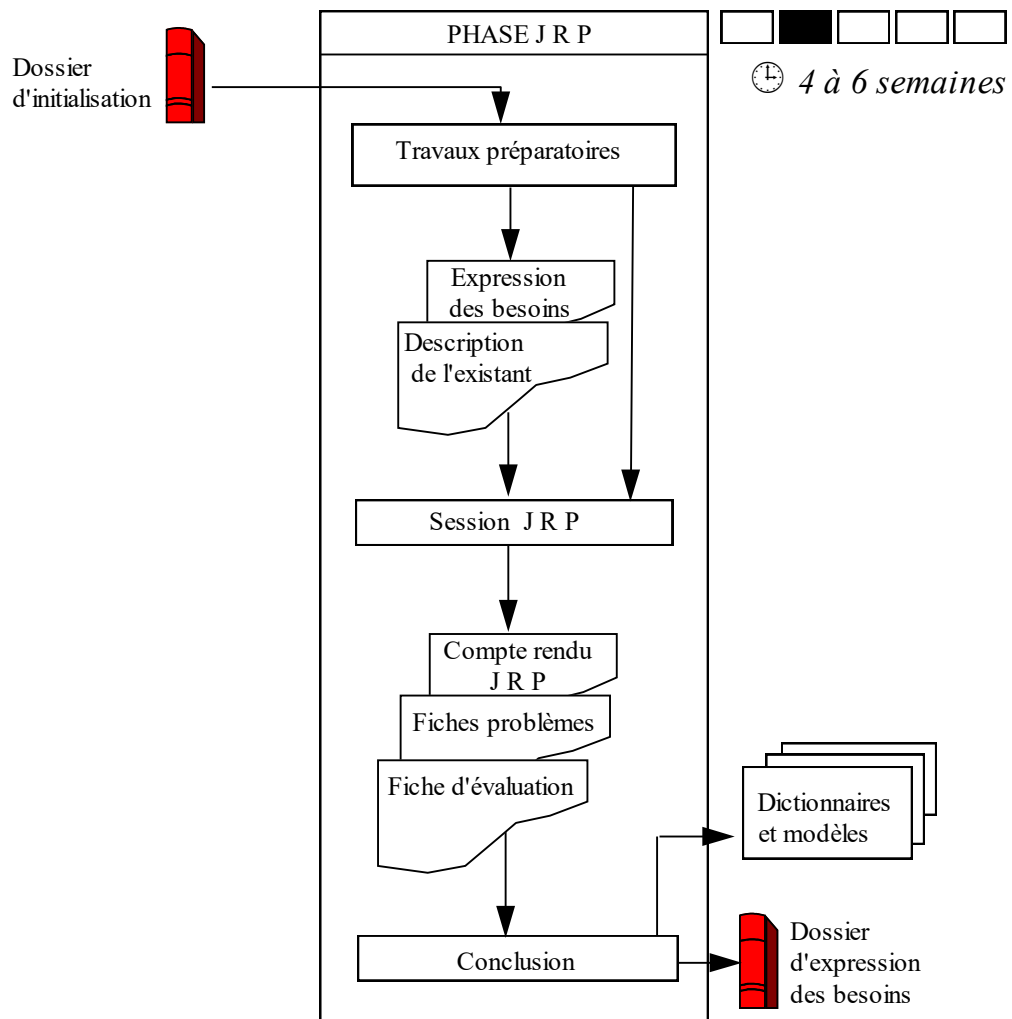 PHASE J R P
4 à 6 semaines
Dossier
d'initialisation
Travaux préparatoires
Expression
des besoins
Description
de l'existant
Session J R P
Compte rendu
J R P
Fiches problèmes
Fiche d'évaluation
Dictionnaires
et modèles
Conclusion
Dossier
d'expression
des besoins